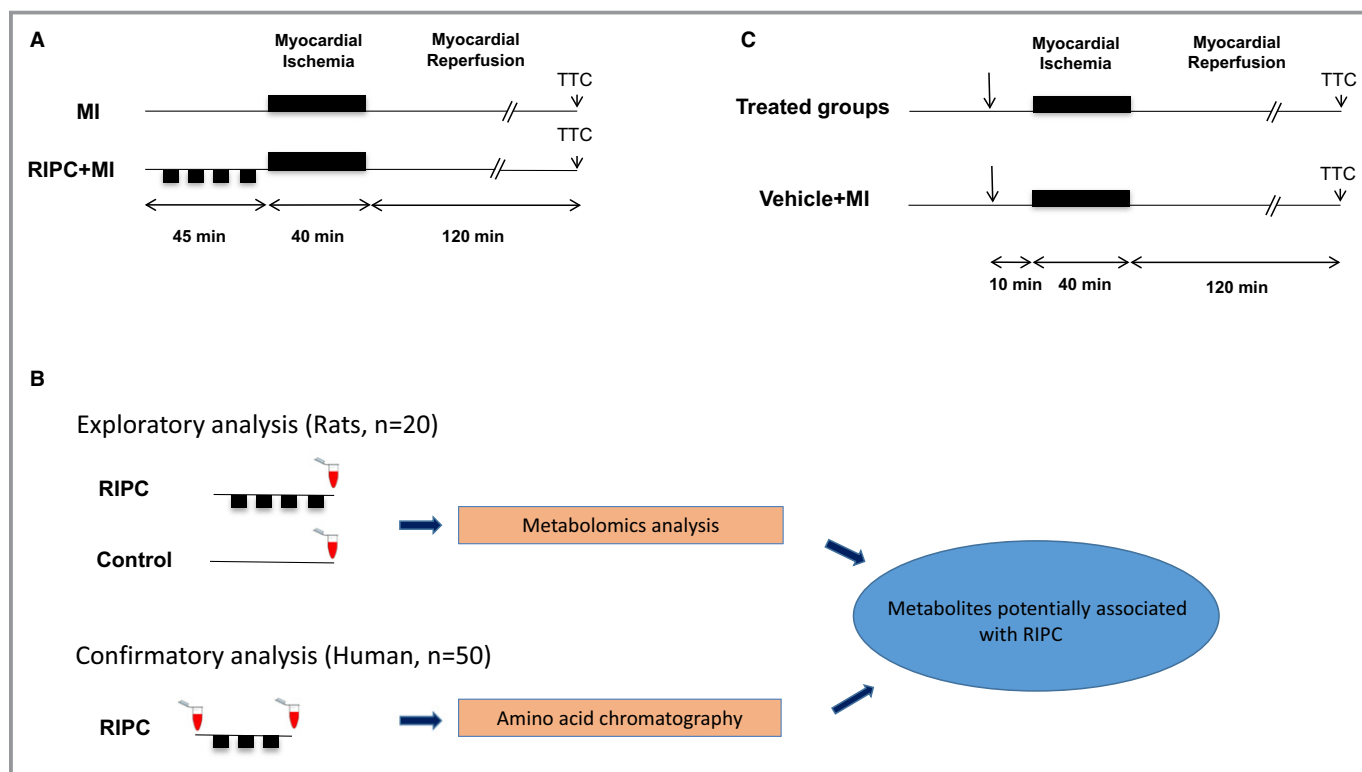 A
Myocardial
Ischemia
Myocardial
Reperfusion
TTC
MI
TTC
RIPC+MI
45 min
40 min
120 min
C
Myocardial
Ischemia
Myocardial
Reperfusion
TTC
Treated groups
TTC
Vehicle+MI
10 min
40 min
120 min
B
Exploratory analysis (Rats, n=20)
RIPC
Control
Metabolomics analysis
Metabolites potentially associated
with RIPC
Confirmatory analysis (Human, n=50)
RIPC
Amino acid chromatography